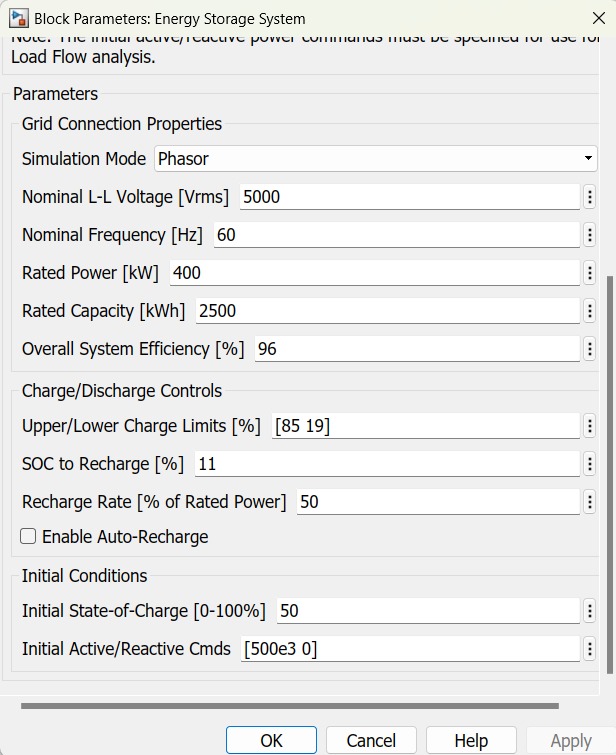 Block Parameters: Energy Storage System
Note: The initial active/reactive power commands must be specified for use for
Load Flow analysis.
Parameters
Grid Connection Properties
Simulation Mode Phasor
Nominal L-L Voltage [Vrms] 5000
Nominal Frequency [Hz] 60
Rated Power [kW] 400
Rated Capacity [kWh] 2500
Overall System Efficiency [%] 96
Charge/Discharge Controls
Upper/Lower Charge Limits [%] [85 19]
SOC to Recharge [%] 11
Recharge Rate [% of Rated Power] 50
Enable Auto-Recharge
Initial Conditions
Initial State-of-Charge [0-100%] 50
Initial Active/Reactive Cmds [500e3 0]
OK Cancel Help Apply